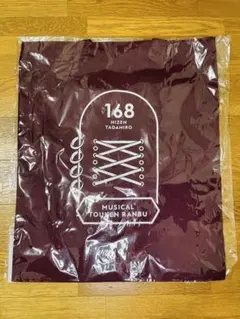 168
HIZEN
TADAHIRO
MUSICAL
TOUKEN RANBU